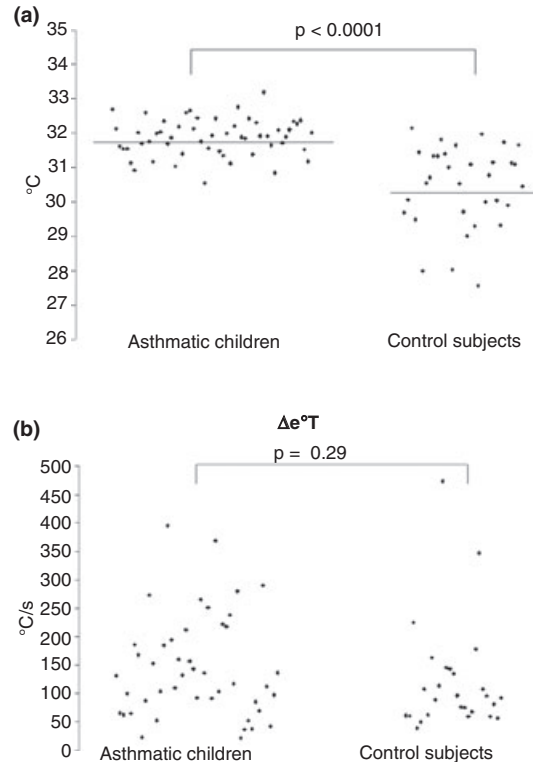 (a)
35
p < 0.0001
34
33
32
31
°C
30
29
28
27
26
Asthmatic children Control subjects
(b)
Δe°T
p = 0.29
500
450
400
350
300
°C/s
250
200
150
100
50
0
Asthmatic children Control subjects